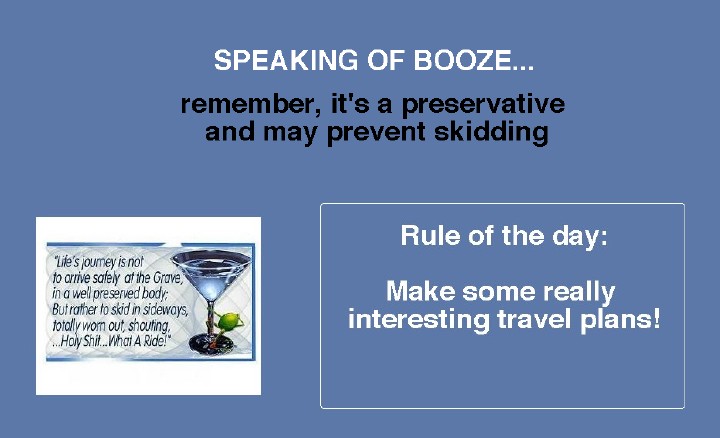 SPEAKING OF BOOZE...
remember, it's a preservative
and may prevent skidding
"Life's journey is not
to arrive safely at the Grave,
in a well preserved body;
But rather to skid in sideways,
totally worn out, shouting,
...Holy Shit...What A Ride!"
Rule of the day:
Make some really
interesting travel plans!